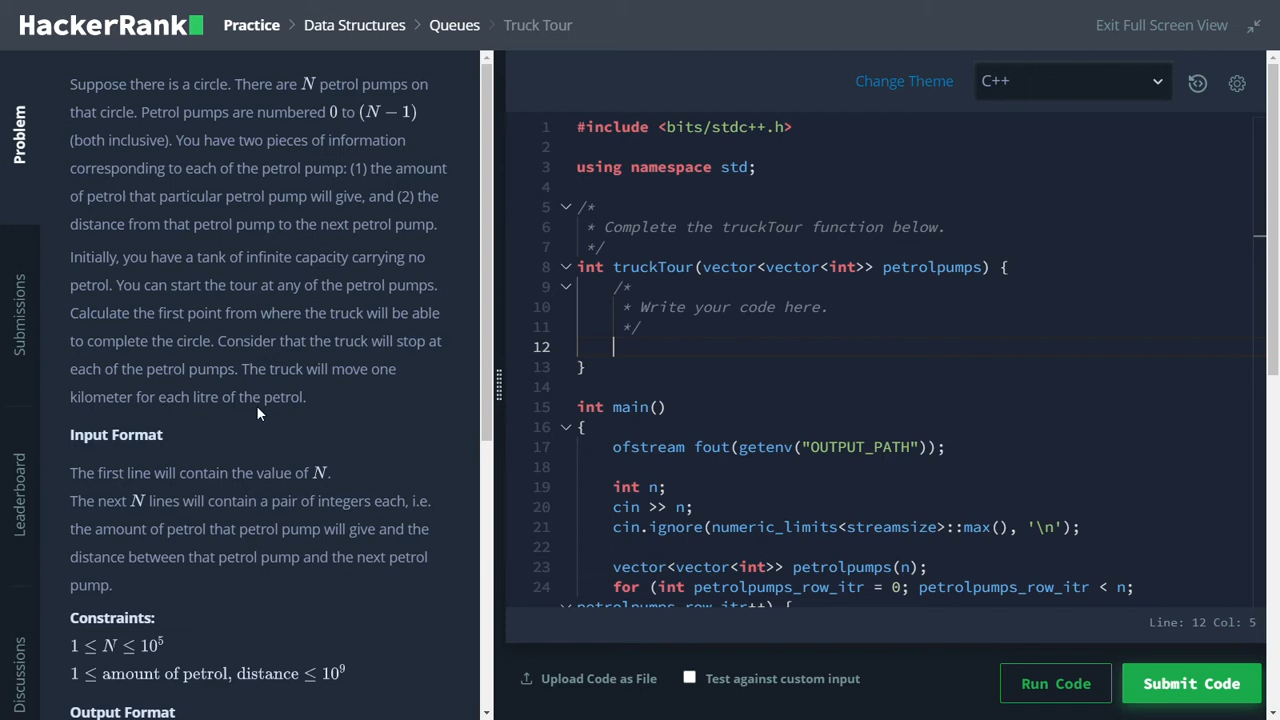 HackerRank Practice > Data Structures > Queues > Truck Tour Exit Full Screen View
Problem
Submissions
Leaderboard
Discussions
Suppose there is a circle. There are N petrol pumps on
that circle. Petrol pumps are numbered 0 to (N − 1)
(both inclusive). You have two pieces of information
corresponding to each of the petrol pump: (1) the amount
of petrol that particular petrol pump will give, and (2) the
distance from that petrol pump to the next petrol pump.
Initially, you have a tank of infinite capacity carrying no
petrol. You can start the tour at any of the petrol pumps.
Calculate the first point from where the truck will be able
to complete the circle. Consider that the truck will stop at
each of the petrol pumps. The truck will move one
kilometer for each litre of the petrol.
Input Format
The first line will contain the value of N.
The next N lines will contain a pair of integers each, i.e.
the amount of petrol that petrol pump will give and the
distance between that petrol pump and the next petrol
pump.
Constraints:
1 ≤ N ≤ 10^5
1 ≤ amount of petrol, distance ≤ 10^9
Output Format
Change Theme C++
1 #include <bits/stdc++.h>
2
3 using namespace std;
4
5 /*
6  * Complete the truckTour function below.
7  */
8 int truckTour(vector<vector<int>> petrolpumps) {
9     /*
10      * Write your code here.
11      */
12
13 }
14
15 int main()
16 {
17     ofstream fout(getenv("OUTPUT_PATH"));
18
19     int n;
20     cin >> n;
21     cin.ignore(numeric_limits<streamsize>::max(), '\n');
22
23     vector<vector<int>> petrolpumps(n);
24     for (int petrolpumps_row_itr = 0; petrolpumps_row_itr < n;
petrolpumps_row_itr++) {
Line: 12 Col: 5
Upload Code as File Test against custom input Run Code Submit Code